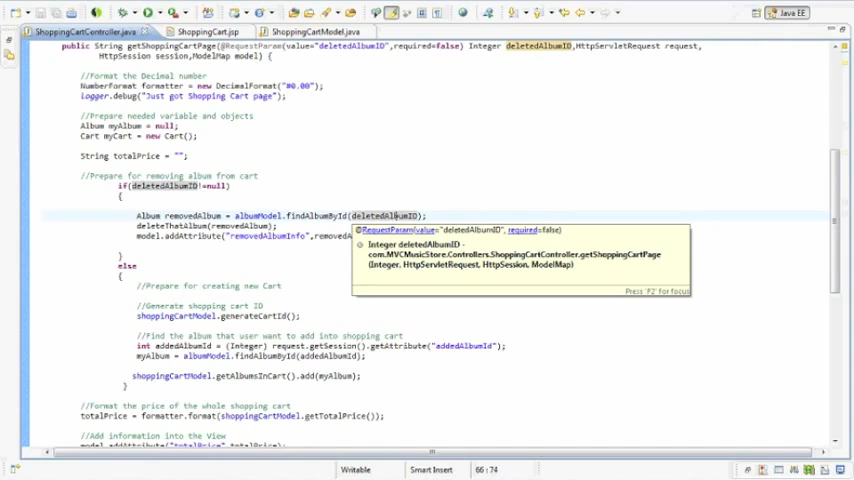 Java EE
ShoppingCartController.java ShoppingCart.jsp ShoppingCartModel.java
public String getShoppingCartPage(@RequestParam(value="deletedAlbumID",required=false) Integer deletedAlbumID,HttpServletRequest request,
HttpSession session,ModelMap model) {
//Format the Decimal number
NumberFormat formatter = new DecimalFormat("#0.00");
logger.debug("Just got Shopping Cart page");
//Prepare needed variable and objects
Album myAlbum = null;
Cart myCart = new Cart();
String totalPrice = "";
//Prepare for removing album from cart
if(deletedAlbumID!=null)
{
Album removedAlbum = albumModel.findAlbumById(deletedAlbumID);
deleteThatAlbum(removedAlbum);
model.addAttribute("removedAlbumInfo",removedA
@RequestParam(value="deletedAlbumID", required=false)
Integer deletedAlbumID -
com.MVCMusicStore.Controllers.ShoppingCartController.getShoppingCartPage
(Integer, HttpServletRequest, HttpSession, ModelMap)
Press 'F2' for focus
}
else
{
//Prepare for creating new Cart
//Generate shopping cart ID
shoppingCartModel.generateCartId();
//Find the album that user want to add into shopping cart
int addedAlbumId = (Integer) request.getSession().getAttribute("addedAlbumId");
myAlbum = albumModel.findAlbumById(addedAlbumId);
shoppingCartModel.getAlbumsInCart().add(myAlbum);
}
//Format the price of the whole shopping cart
totalPrice = formatter.format(shoppingCartModel.getTotalPrice());
//Add information into the View
model.addAttribute("totalPrice",totalPrice);
Writable Smart Insert 66 : 74